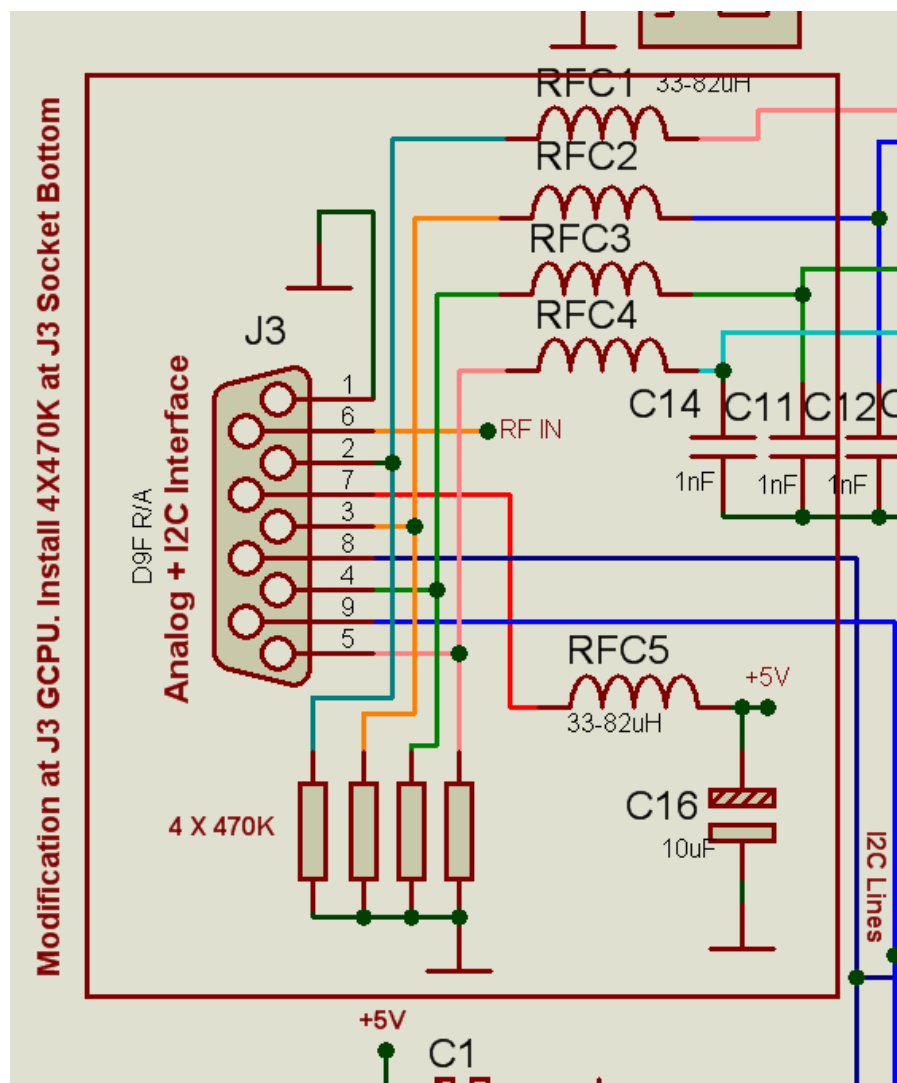 Modification at J3 GCPU. Install 4X470K at J3 Socket Bottom
RFC1
33-82uH
RFC2
RFC3
RFC4
J3
D9F R/A
Analog + I2C Interface
1
6
2
7
3
8
4
9
5
RF IN
C14
C11
C12
C
1nF
1nF
1nF
RFC5
33-82uH
+5V
4 X 470K
C16
10uF
I2C Lines
+5V
C1